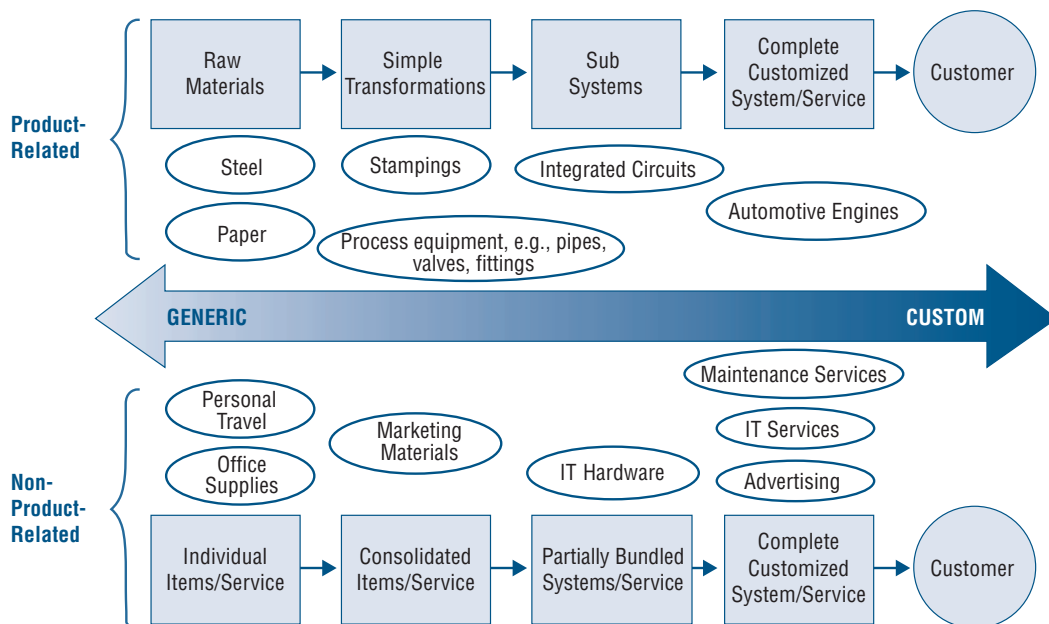 Raw
Materials
Simple
Transformations
Sub
Systems
Complete
Customized
System/Service
Customer
Product-
Related
Steel
Stampings
Integrated Circuits
Automotive Engines
Paper
Process equipment, e.g., pipes,
valves, fittings
GENERIC
CUSTOM
Non-
Product-
Related
Personal
Travel
Office
Supplies
Marketing
Materials
IT Hardware
Maintenance Services
IT Services
Advertising
Individual
Items/Service
Consolidated
Items/Service
Partially Bundled
Systems/Service
Complete
Customized
System/Service
Customer